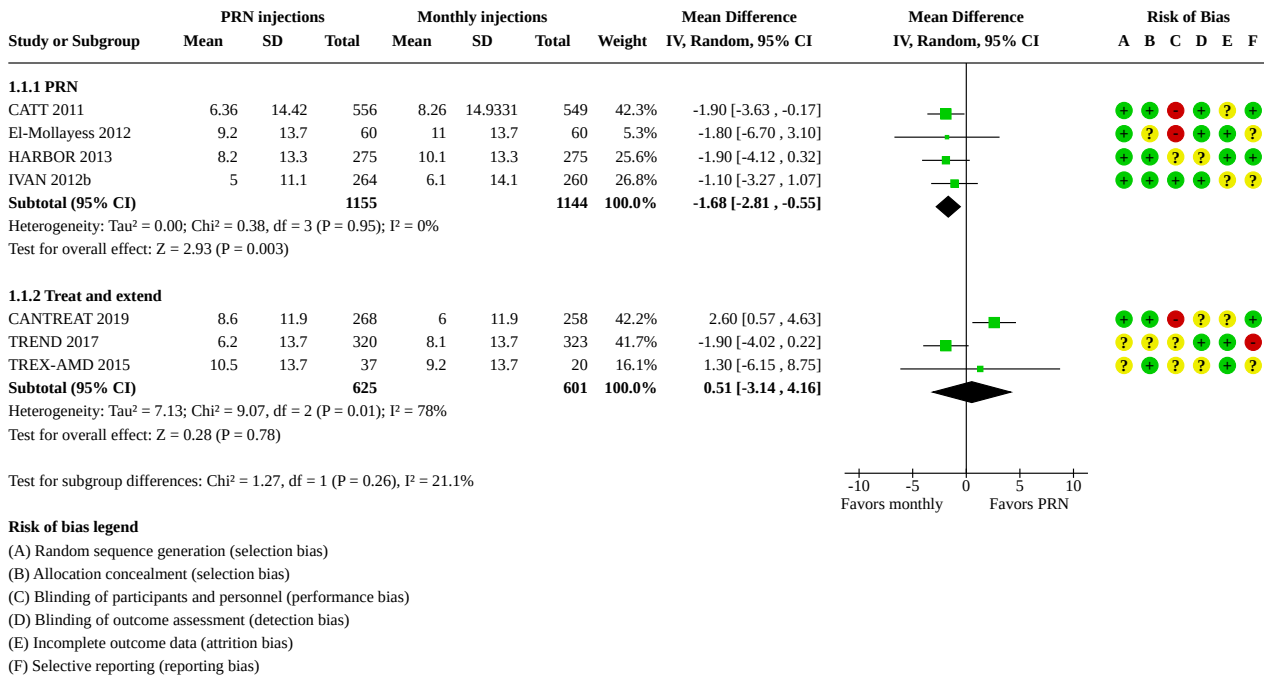 PRN injections Monthly injections Mean Difference Mean Difference Risk of Bias
Study or Subgroup Mean SD Total Mean SD Total Weight IV, Random, 95% CI IV, Random, 95% CI A B C D E F
1.1.1 PRN
CATT 2011 6.36 14.42 556 8.26 14.9331 549 42.3% -1.90 [-3.63 , -0.17] + + - + ? +
El-Mollayess 2012 9.2 13.7 60 11 13.7 60 5.3% -1.80 [-6.70 , 3.10] + ? - + + ?
HARBOR 2013 8.2 13.3 275 10.1 13.3 275 25.6% -1.90 [-4.12 , 0.32] + + ? ? + +
IVAN 2012b 5 11.1 264 6.1 14.1 260 26.8% -1.10 [-3.27 , 1.07] + + + + ? ?
Subtotal (95% CI) 1155 1144 100.0% -1.68 [-2.81 , -0.55]
Heterogeneity: Tau² = 0.00; Chi² = 0.38, df = 3 (P = 0.95); I² = 0%
Test for overall effect: Z = 2.93 (P = 0.003)
1.1.2 Treat and extend
CANTREAT 2019 8.6 11.9 268 6 11.9 258 42.2% 2.60 [0.57 , 4.63] + + - ? ? +
TREND 2017 6.2 13.7 320 8.1 13.7 323 41.7% -1.90 [-4.02 , 0.22] ? ? ? + + -
TREX-AMD 2015 10.5 13.7 37 9.2 13.7 20 16.1% 1.30 [-6.15 , 8.75] ? + ? ? + ?
Subtotal (95% CI) 625 601 100.0% 0.51 [-3.14 , 4.16]
Heterogeneity: Tau² = 7.13; Chi² = 9.07, df = 2 (P = 0.01); I² = 78%
Test for overall effect: Z = 0.28 (P = 0.78)
Test for subgroup differences: Chi² = 1.27, df = 1 (P = 0.26), I² = 21.1%
-10 -5 0 5 10
Favors monthly Favors PRN
Risk of bias legend
(A) Random sequence generation (selection bias)
(B) Allocation concealment (selection bias)
(C) Blinding of participants and personnel (performance bias)
(D) Blinding of outcome assessment (detection bias)
(E) Incomplete outcome data (attrition bias)
(F) Selective reporting (reporting bias)